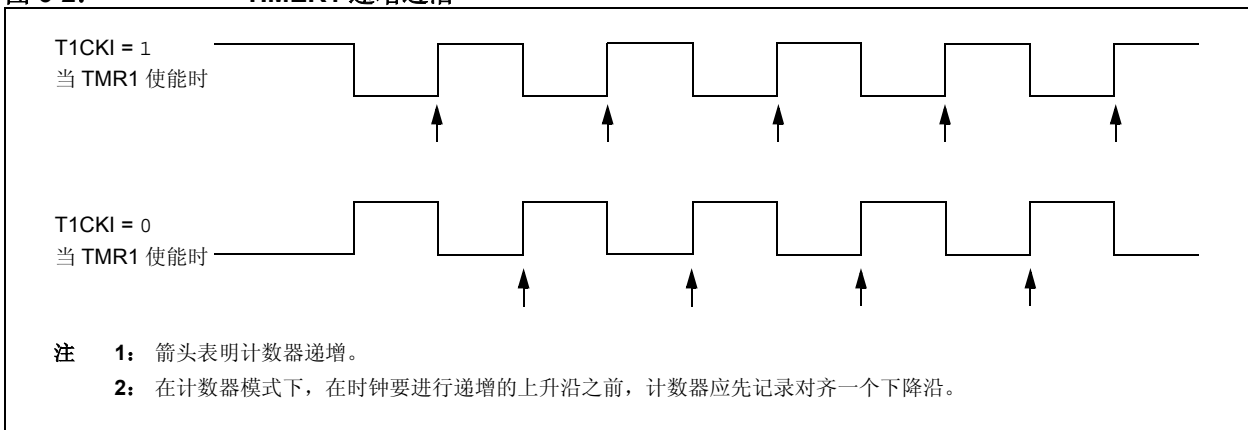 T1CKI = 1
当 TMR1 使能时
T1CKI = 0
当 TMR1 使能时
注 1： 箭头表明计数器递增。
2： 在计数器模式下，在时钟要进行递增的上升沿之前，计数器应先记录对齐一个下降沿。